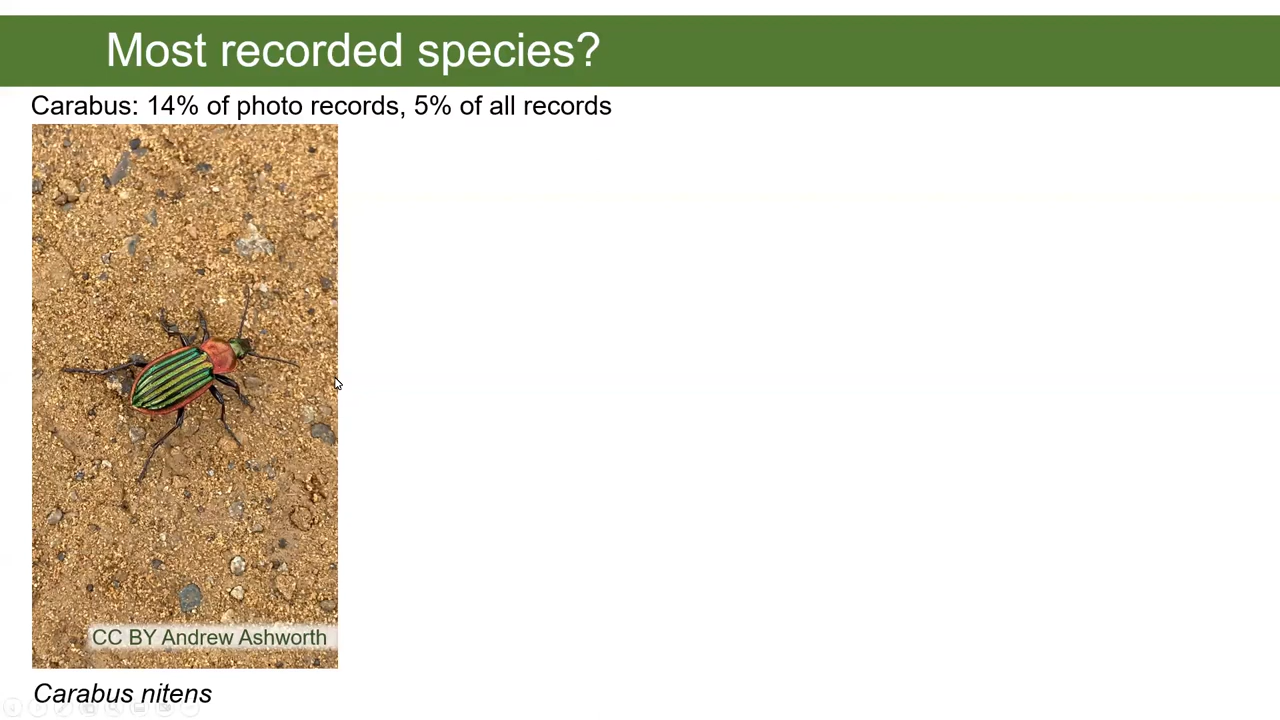 Most recorded species?
Carabus: 14% of photo records, 5% of all records
CC BY Andrew Ashworth
Carabus nitens